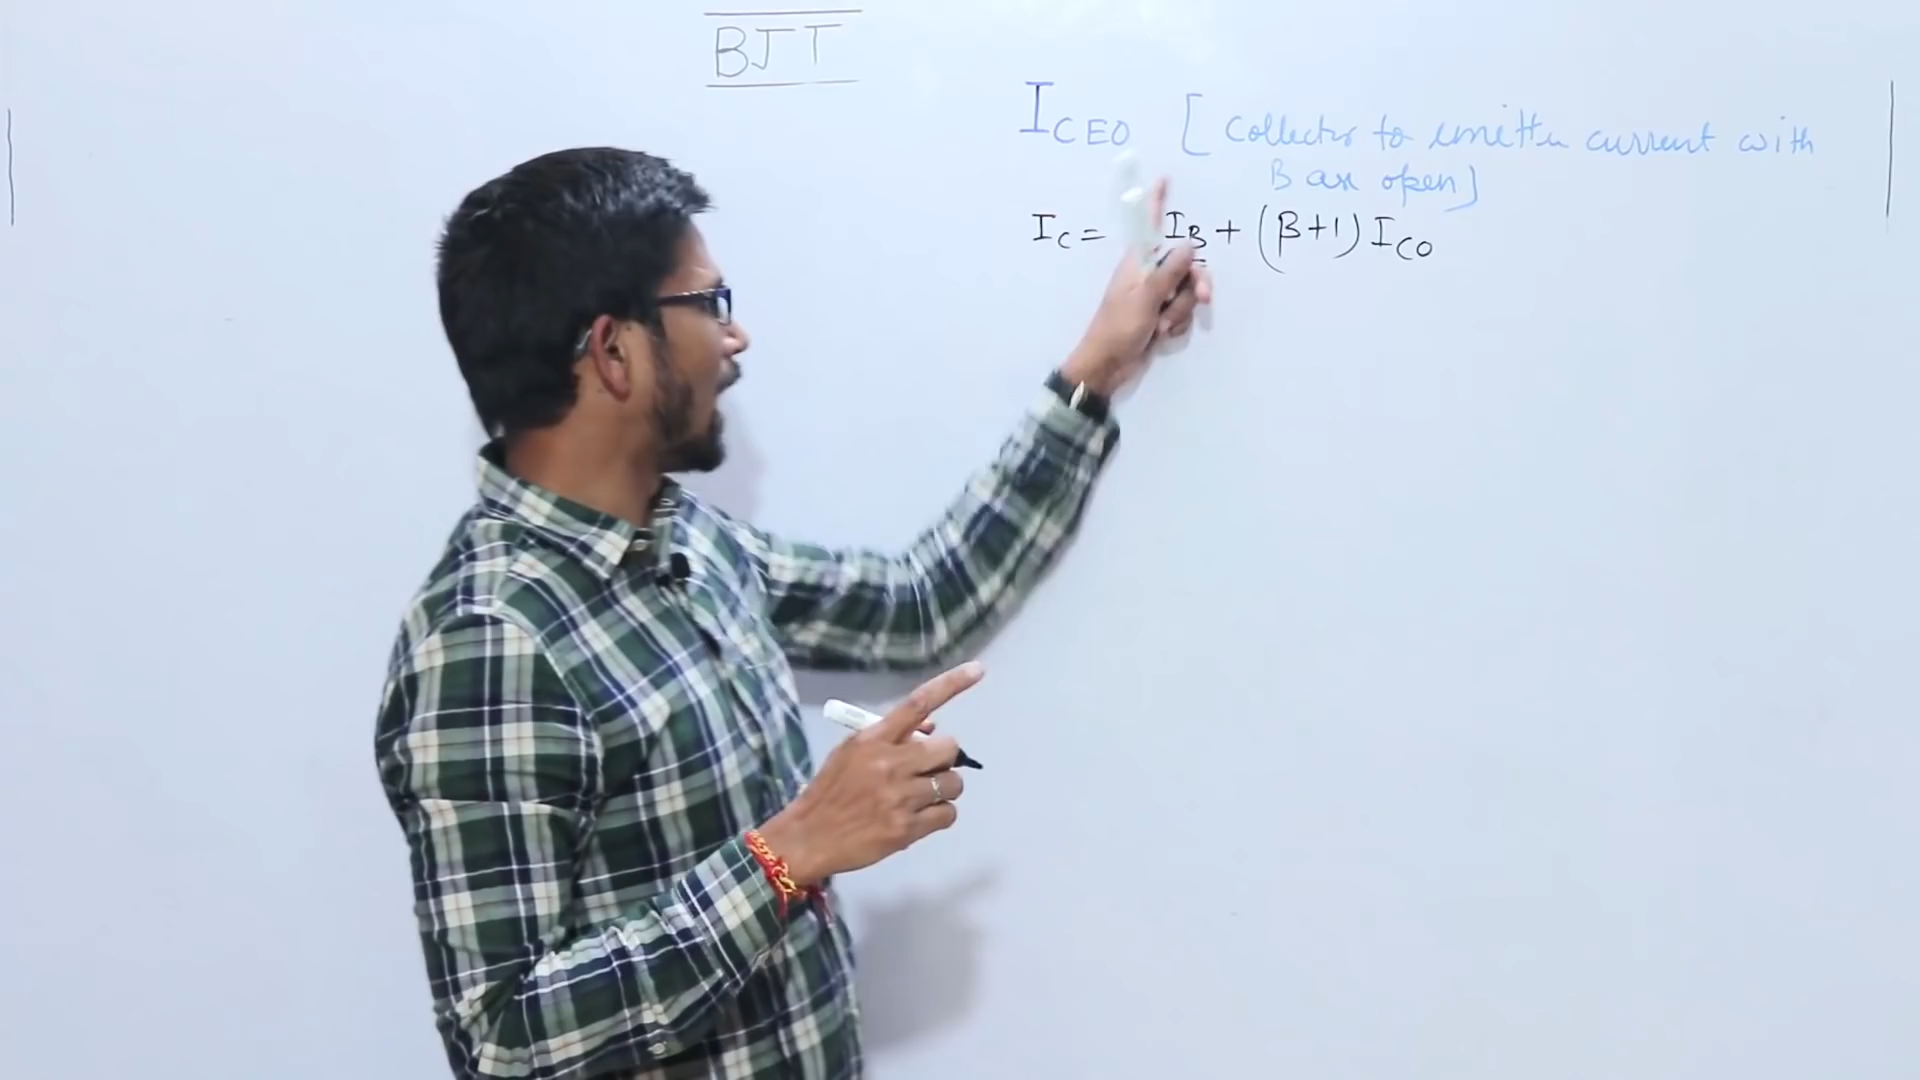 BJT
ICEO [Collector to emitter current with
B are open]
IC = IB + (β+1) ICO